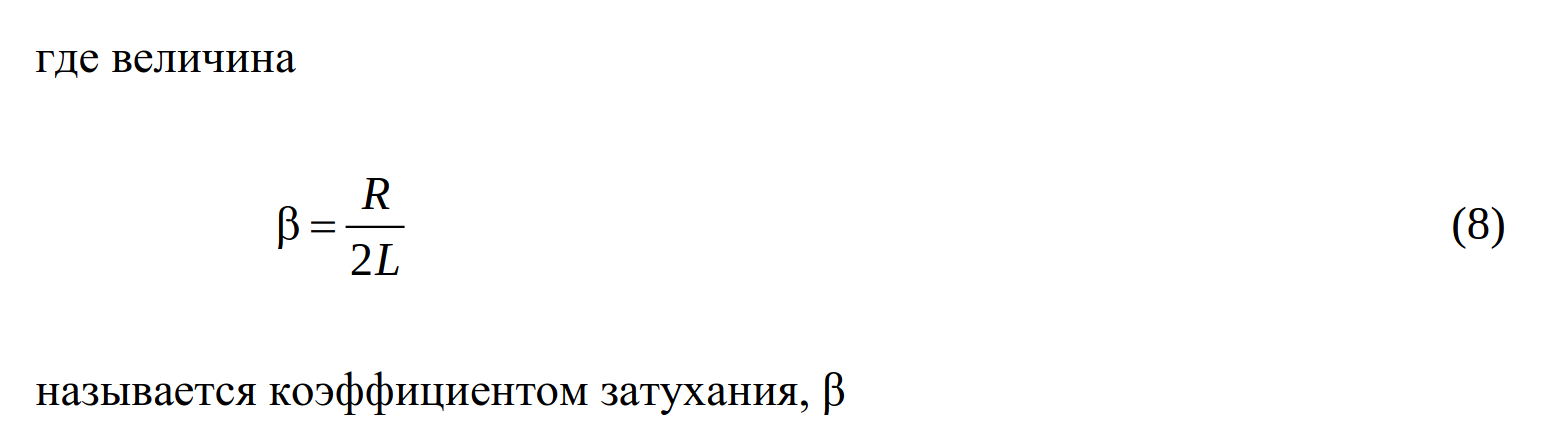 где величина
β = R / 2L (8)
называется коэффициентом затухания, β